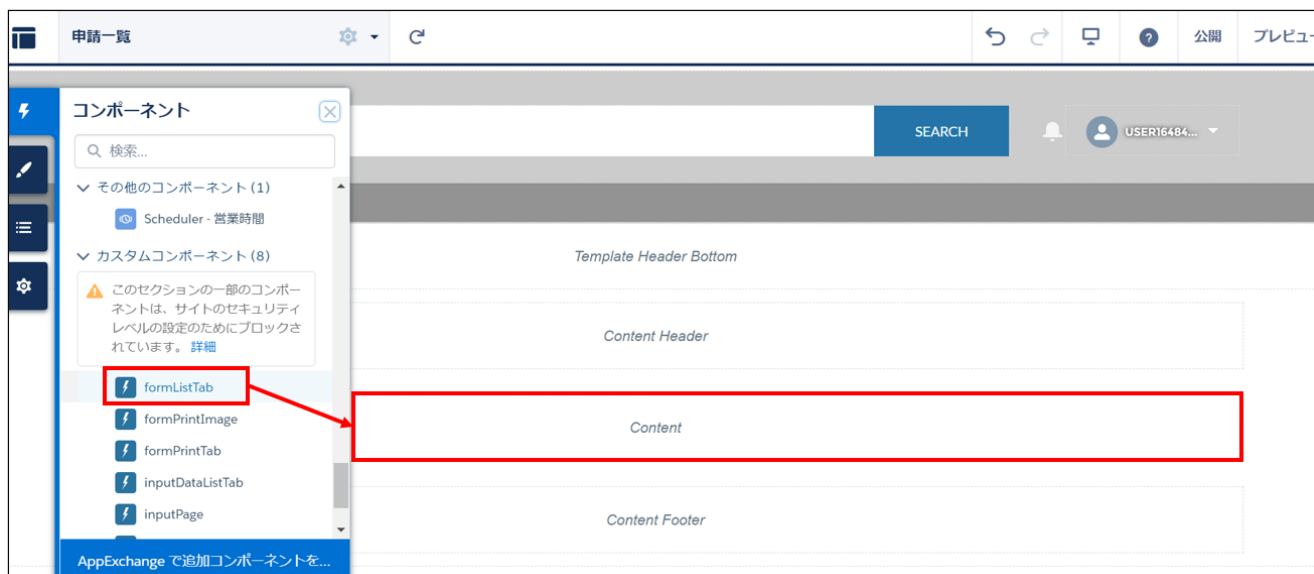 申請一覧
公開
プレビュー
コンポーネント
検索...
その他のコンポーネント (1)
Scheduler - 営業時間
カスタムコンポーネント (8)
このセクションの一部のコンポー
ネントは、サイトのセキュリティ
レベルの設定のためにブロックさ
れています。 詳細
formListTab
formPrintImage
formPrintTab
inputDataListTab
inputPage
AppExchange で追加コンポーネントを...
SEARCH
USER16484...
Template Header Bottom
Content Header
Content
Content Footer